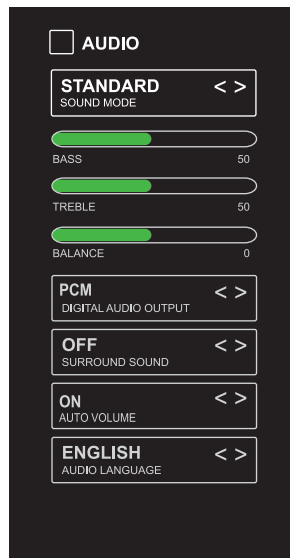 AUDIO
STANDARD < >
SOUND MODE
BASS 50
TREBLE 50
BALANCE 0
PCM < >
DIGITAL AUDIO OUTPUT
OFF < >
SURROUND SOUND
ON < >
AUTO VOLUME
ENGLISH < >
AUDIO LANGUAGE